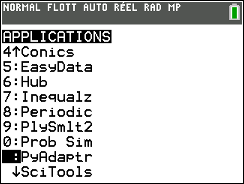 NORMAL FLOTT AUTO RÉEL RAD MP
APPLICATIONS
4↑Conics
5:EasyData
6:Hub
7:Inequalz
8:Periodic
9:PlySmlt2
0:Prob Sim
:PyAdaptr
↓SciTools